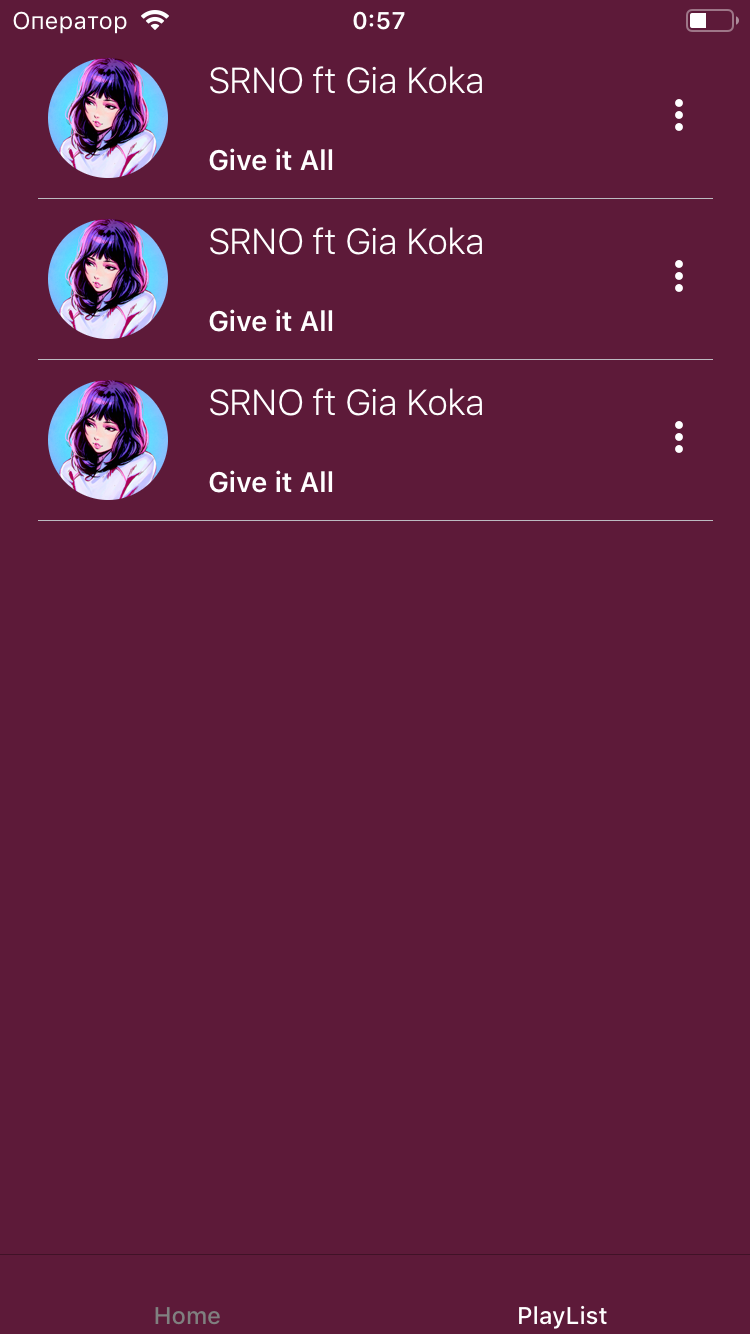 Оператор 0:57
SRNO ft Gia Koka
Give it All
SRNO ft Gia Koka
Give it All
SRNO ft Gia Koka
Give it All
Home PlayList